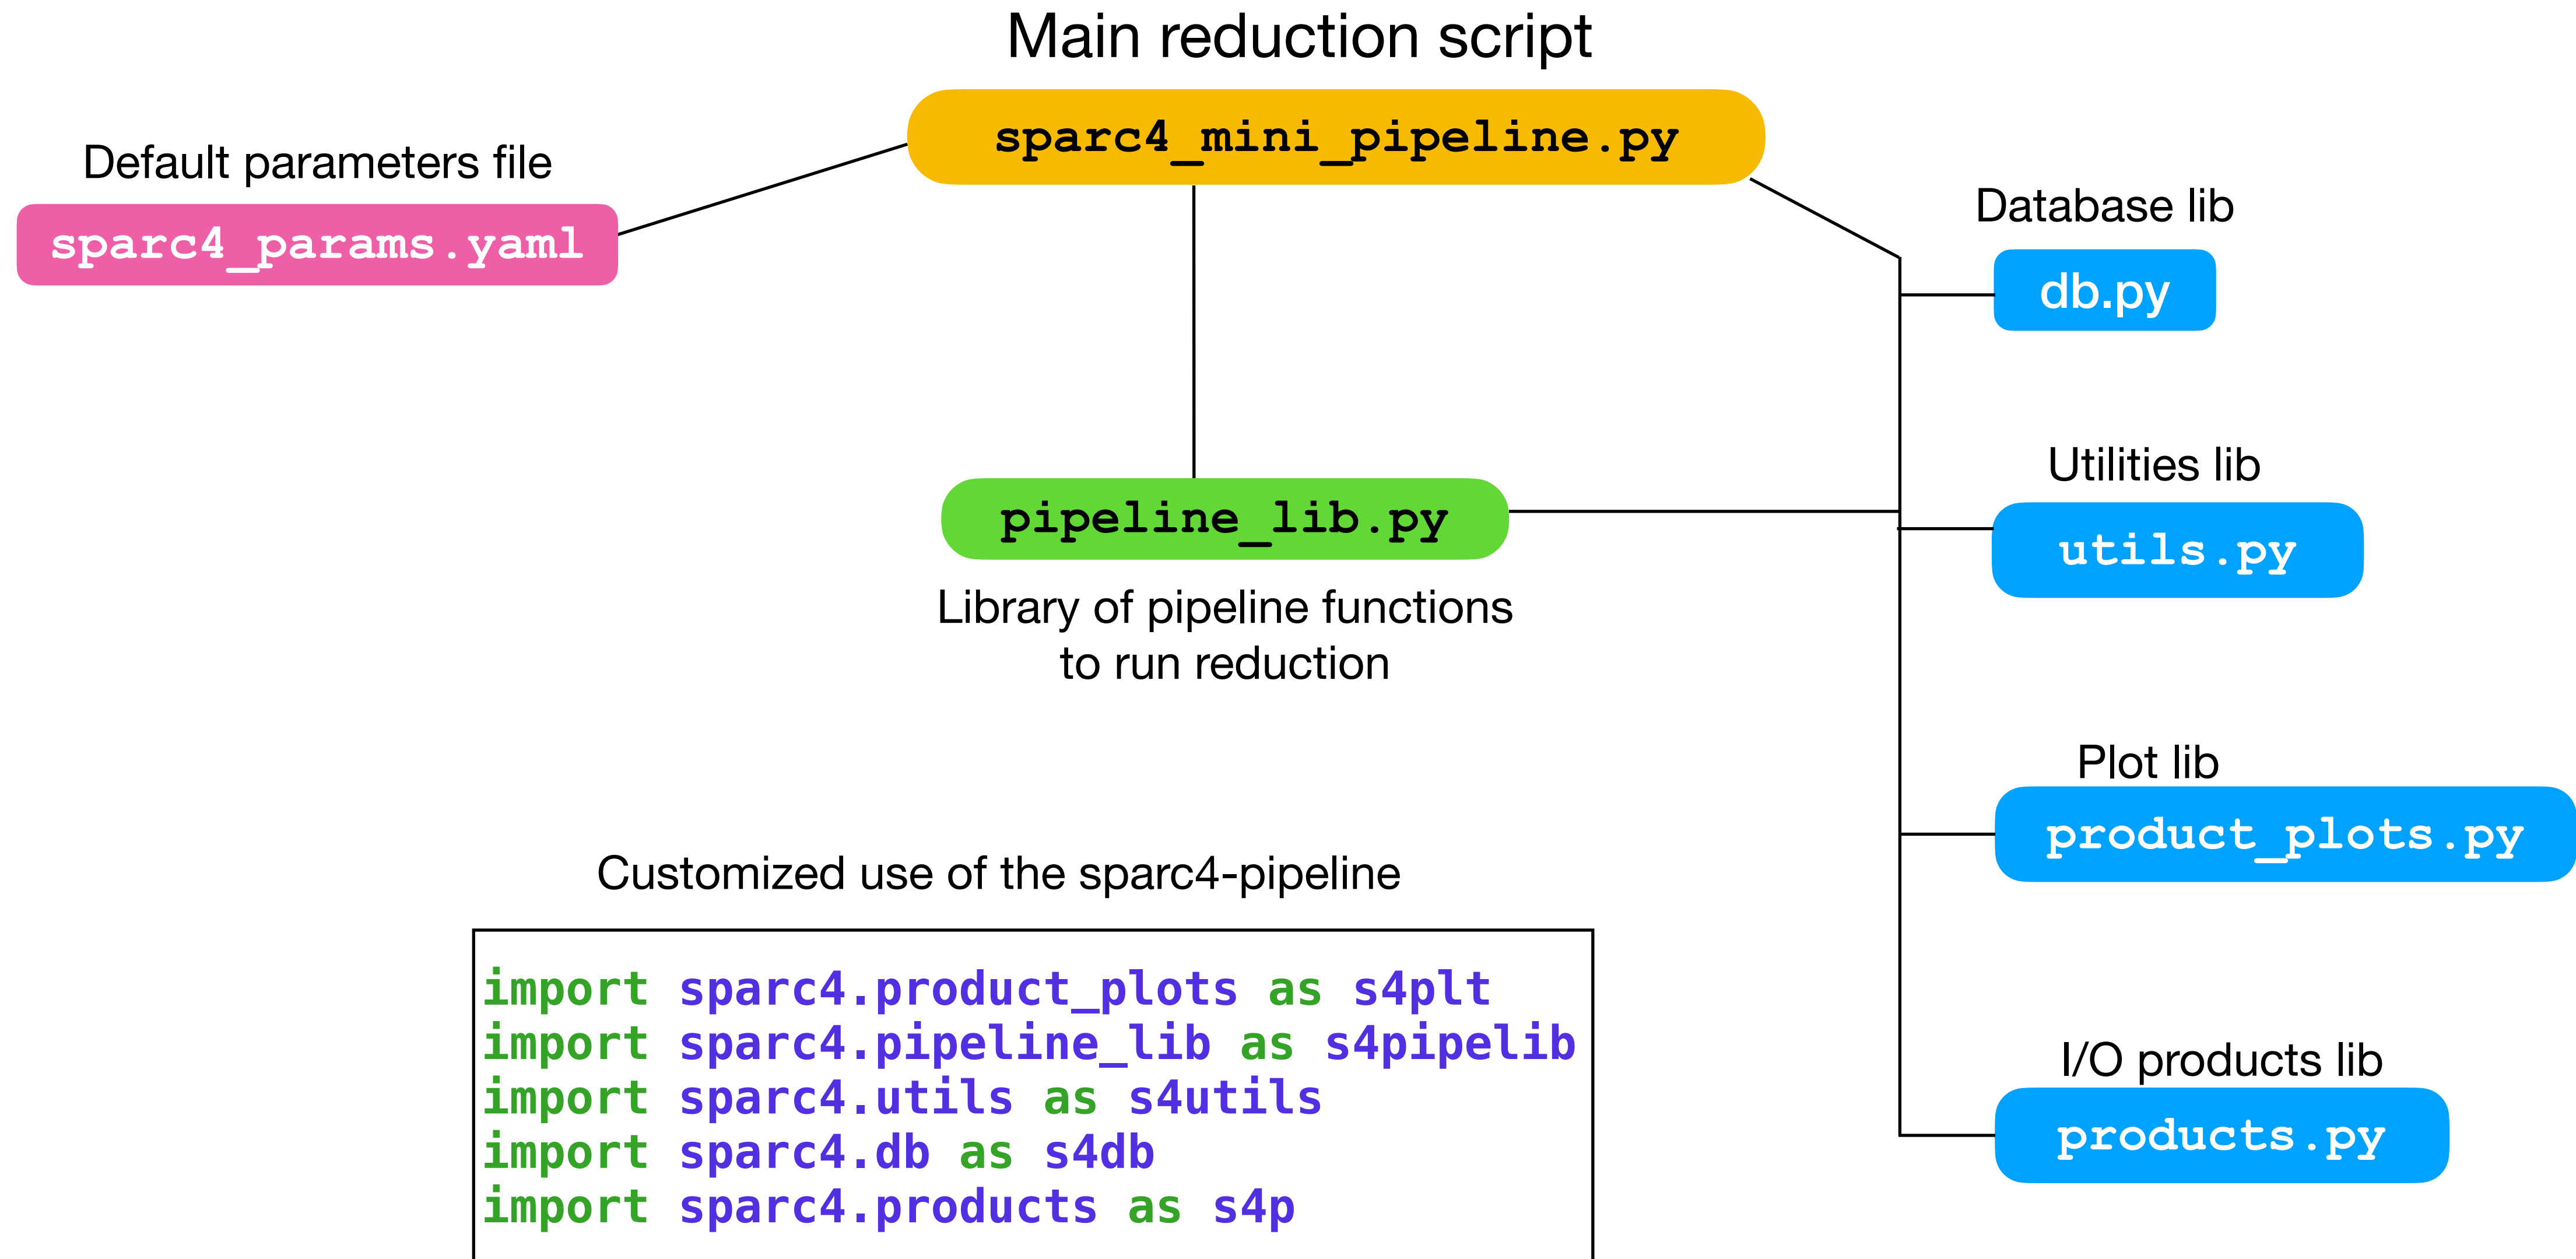 Main reduction script
sparc4_mini_pipeline.py
Default parameters file
sparc4_params.yaml
Database lib
db.py
Utilities lib
utils.py
pipeline_lib.py
Library of pipeline functions
to run reduction
Plot lib
product_plots.py
I/O products lib
products.py
Customized use of the sparc4-pipeline
import sparc4.product_plots as s4plt
import sparc4.pipeline_lib as s4pipelib
import sparc4.utils as s4utils
import sparc4.db as s4db
import sparc4.products as s4p